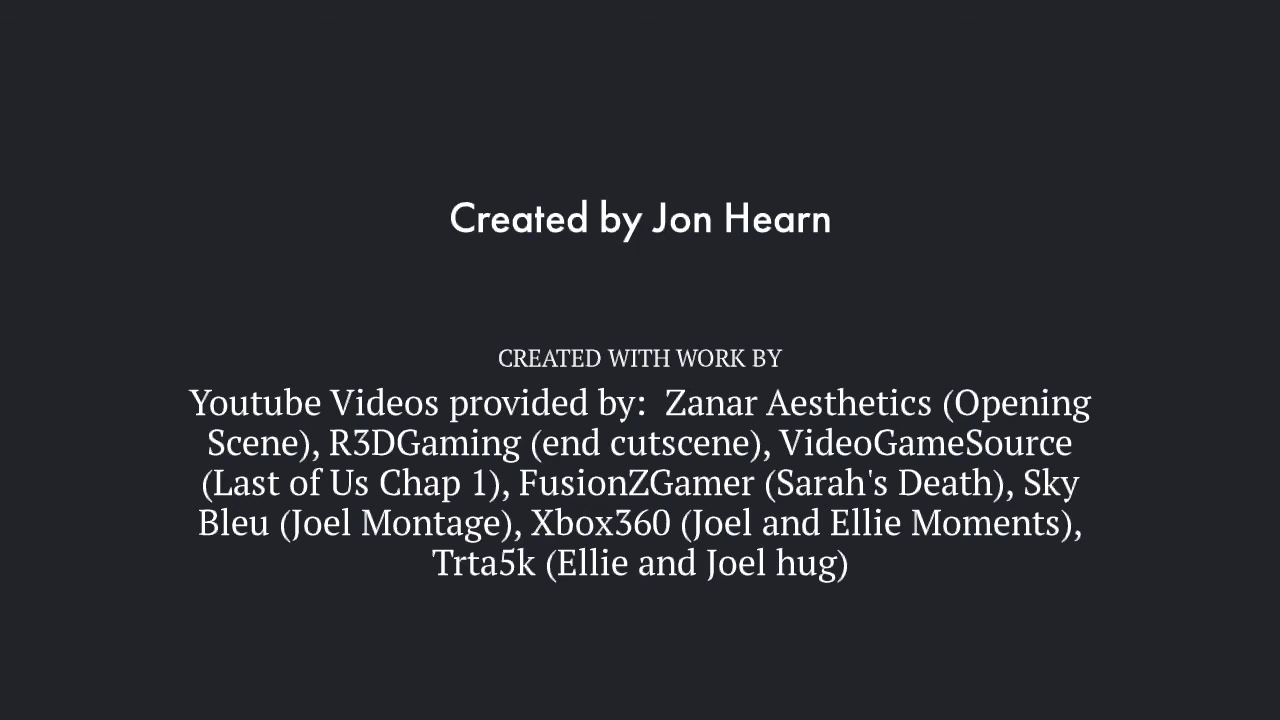 Created by Jon Hearn
CREATED WITH WORK BY
Youtube Videos provided by:  Zanar Aesthetics (Opening
Scene), R3DGaming (end cutscene), VideoGameSource
(Last of Us Chap 1), FusionZGamer (Sarah's Death), Sky
Bleu (Joel Montage), Xbox360 (Joel and Ellie Moments),
Trta5k (Ellie and Joel hug)